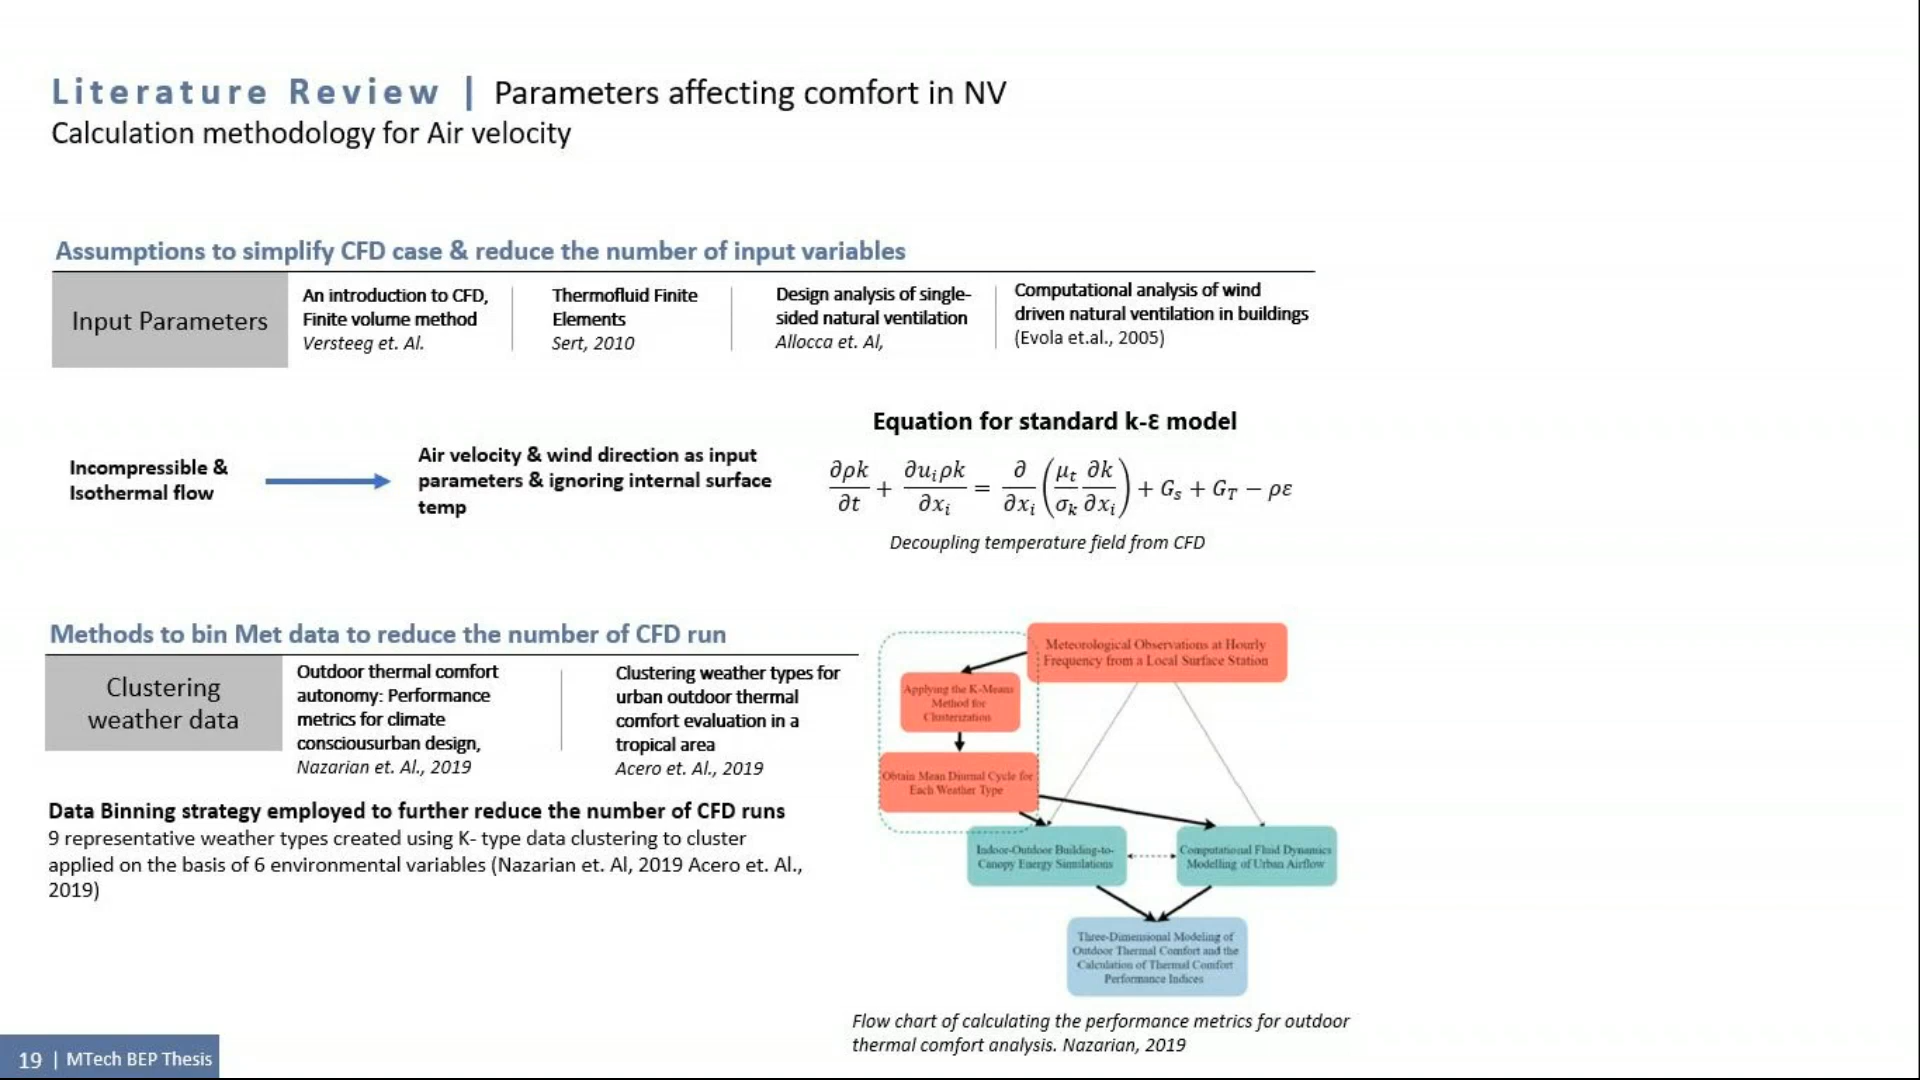 Literature Review | Parameters affecting comfort in NV
Calculation methodology for Air velocity
Assumptions to simplify CFD case & reduce the number of input variables
Input Parameters
An introduction to CFD,
Finite volume method
Versteeg et. Al.
Thermofluid Finite
Elements
Sert, 2010
Design analysis of single-
sided natural ventilation
Allocca et. Al,
Computational analysis of wind
driven natural ventilation in buildings
(Evola et.al., 2005)
Incompressible &
Isothermal flow
Air velocity & wind direction as input
parameters & ignoring internal surface
temp
Equation for standard k-Ɛ model
∂ρk/∂t + ∂uᵢρk/∂xᵢ = ∂/∂xᵢ (μₜ/σₖ ∂k/∂xᵢ) + Gₛ + G_T − ρε
Decoupling temperature field from CFD
Methods to bin Met data to reduce the number of CFD run
Clustering
weather data
Outdoor thermal comfort
autonomy: Performance
metrics for climate
consciousurban design,
Nazarian et. Al., 2019
Clustering weather types for
urban outdoor thermal
comfort evaluation in a
tropical area
Acero et. Al., 2019
Data Binning strategy employed to further reduce the number of CFD runs
9 representative weather types created using K- type data clustering to cluster
applied on the basis of 6 environmental variables (Nazarian et. Al, 2019 Acero et. Al.,
2019)
Meteorological Observations at Hourly
Frequency from a Local Surface Station
Applying the K-Means
Method for
Clusterization
Obtain Mean Diurnal Cycle for
Each Weather Type
Indoor-Outdoor Building-to-
Canopy Energy Simulations
Computational Fluid Dynamics
Modelling of Urban Airflow
Three-Dimensional Modeling of
Outdoor Thermal Comfort and the
Calculation of Thermal Comfort
Performance Indices
Flow chart of calculating the performance metrics for outdoor
thermal comfort analysis. Nazarian, 2019
19 | MTech BEP Thesis